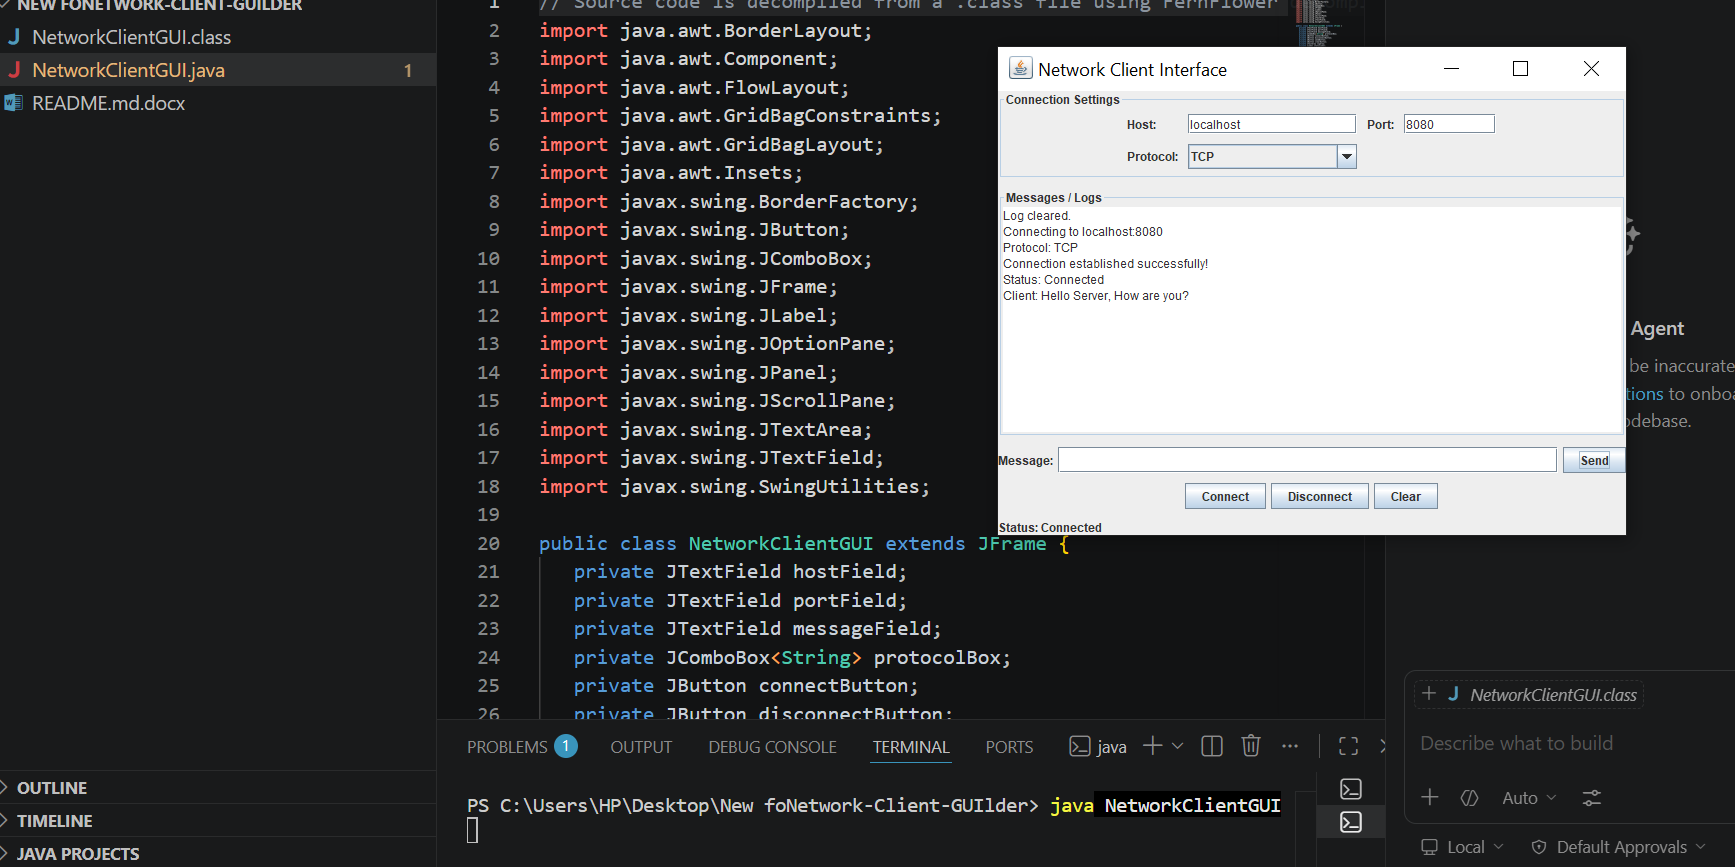 NEW FONETWORK-CLIENT-GUILDER
NetworkClientGUI.class
NetworkClientGUI.java 1
README.md.docx
OUTLINE
TIMELINE
JAVA PROJECTS
1 // Source code is decompiled from a .class file using FernFlower
2 import java.awt.BorderLayout;
3 import java.awt.Component;
4 import java.awt.FlowLayout;
5 import java.awt.GridBagConstraints;
6 import java.awt.GridBagLayout;
7 import java.awt.Insets;
8 import javax.swing.BorderFactory;
9 import javax.swing.JButton;
10 import javax.swing.JComboBox;
11 import javax.swing.JFrame;
12 import javax.swing.JLabel;
13 import javax.swing.JOptionPane;
14 import javax.swing.JPanel;
15 import javax.swing.JScrollPane;
16 import javax.swing.JTextArea;
17 import javax.swing.JTextField;
18 import javax.swing.SwingUtilities;
19
20 public class NetworkClientGUI extends JFrame {
21 private JTextField hostField;
22 private JTextField portField;
23 private JTextField messageField;
24 private JComboBox<String> protocolBox;
25 private JButton connectButton;
26 private JButton disconnectButton;
Network Client Interface
Connection Settings
Host: localhost Port: 8080
Protocol: TCP
Messages / Logs
Log cleared.
Connecting to localhost:8080
Protocol: TCP
Connection established successfully!
Status: Connected
Client: Hello Server, How are you?
Message: Send
Connect Disconnect Clear
Status: Connected
Agent
be inaccurate
to onboa
PROBLEMS 1 OUTPUT DEBUG CONSOLE TERMINAL PORTS java
PS C:\Users\HP\Desktop\New foNetwork-Client-GUIlder> java NetworkClientGUI
NetworkClientGUI.class
Describe what to build
Auto
Local Default Approvals